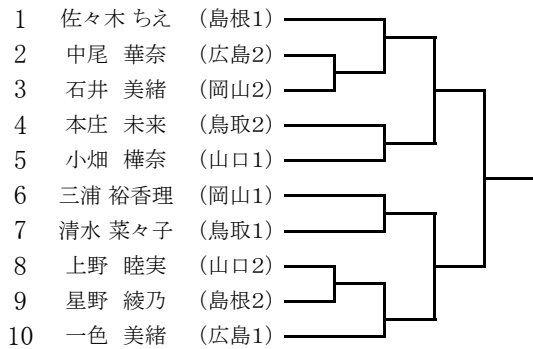 1 佐々木 ちえ (島根1)
2 中尾 華奈 (広島2)
3 石井 美緒 (岡山2)
4 本庄 未来 (鳥取2)
5 小畑 樺奈 (山口1)
6 三浦 裕香理 (岡山1)
7 清水 菜々子 (鳥取1)
8 上野 睦実 (山口2)
9 星野 綾乃 (島根2)
10 一色 美緒 (広島1)